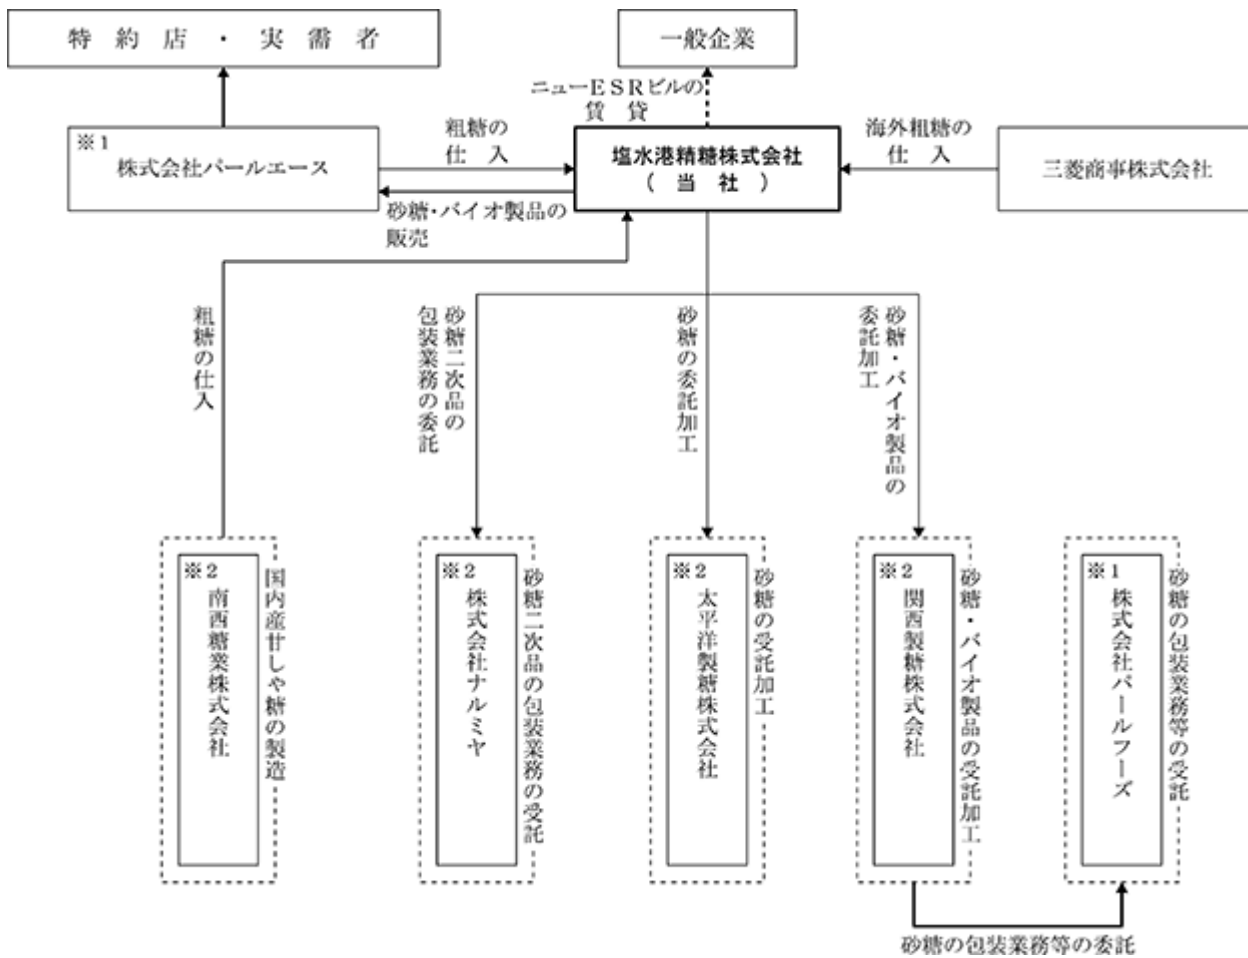 特約店・実需者
一般企業
ニューESRビルの
賃貸
※1
株式会社パールエース
粗糖の
仕入
塩水港精糖株式会社
(当社)
海外粗糖の
仕入
三菱商事株式会社
砂糖・バイオ製品の
販売
粗糖の仕入
砂糖二次品の
包装業務の委託
砂糖の委託加工
砂糖・バイオ製品の
委託加工
※2
南西糖業株式会社
国内産甘しゃ糖の製造
※2
株式会社ナルミヤ
砂糖二次品の包装業務の受託
※2
太平洋製糖株式会社
砂糖の受託加工
※2
関西製糖株式会社
砂糖・バイオ製品の受託加工
※1
株式会社パールフーズ
砂糖の包装業務等の受託
砂糖の包装業務等の委託